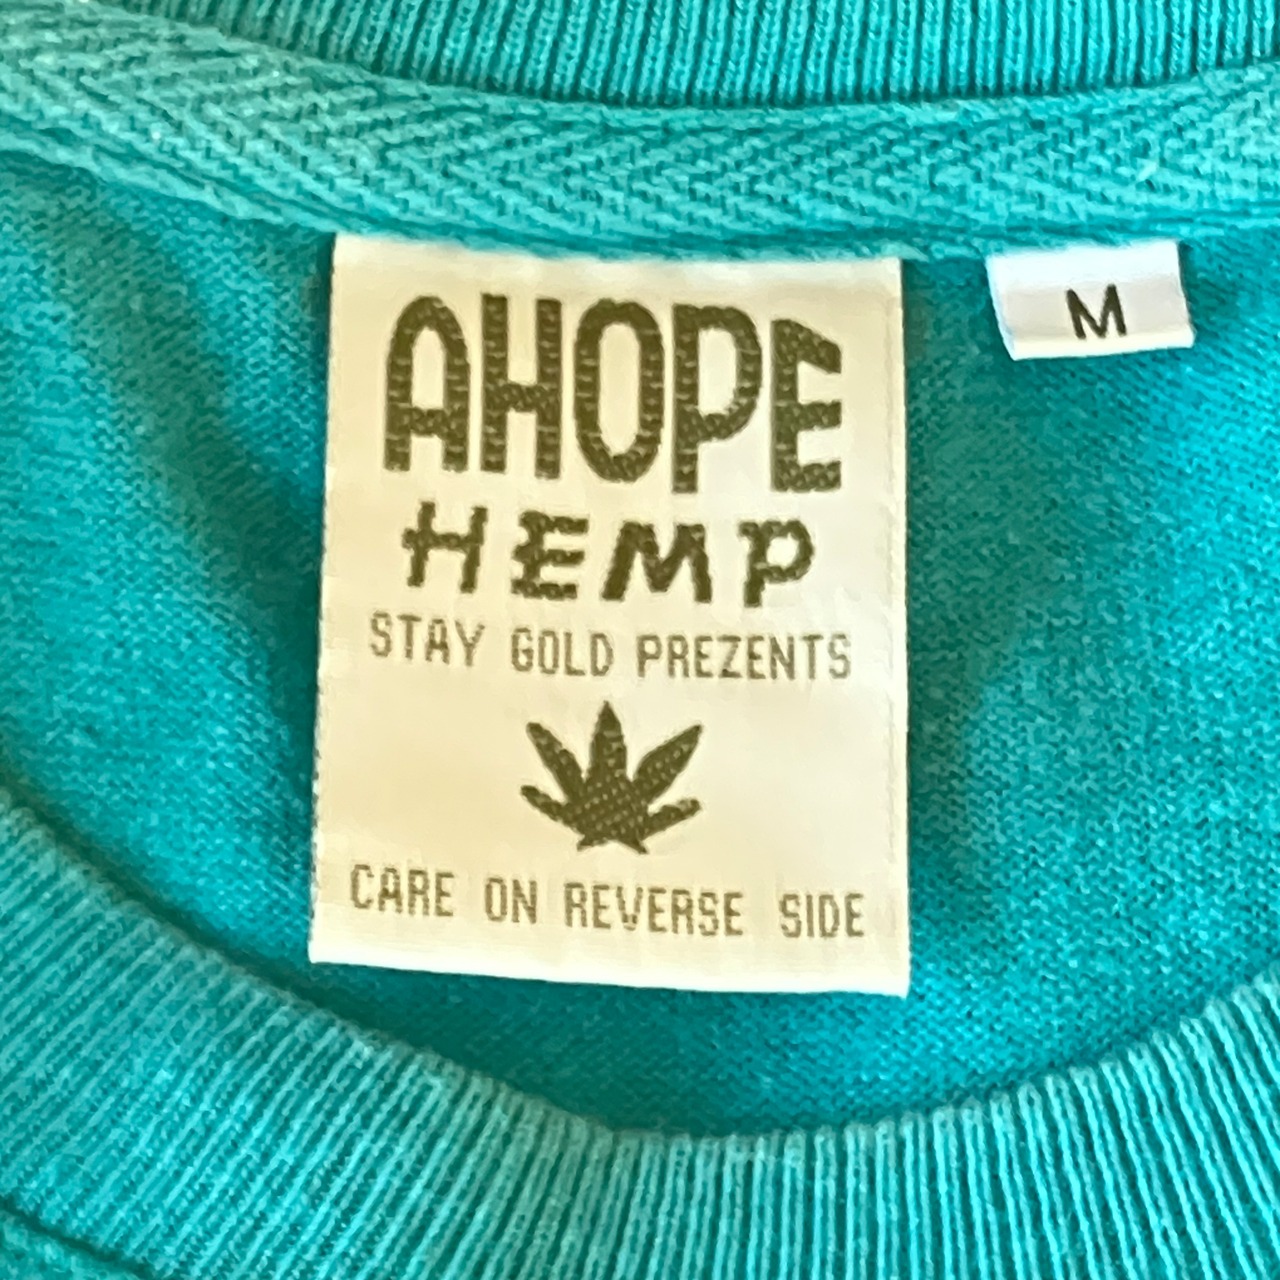 AHOPE
HEMP
STAY GOLD PREZENTS
CARE ON REVERSE SIDE
M